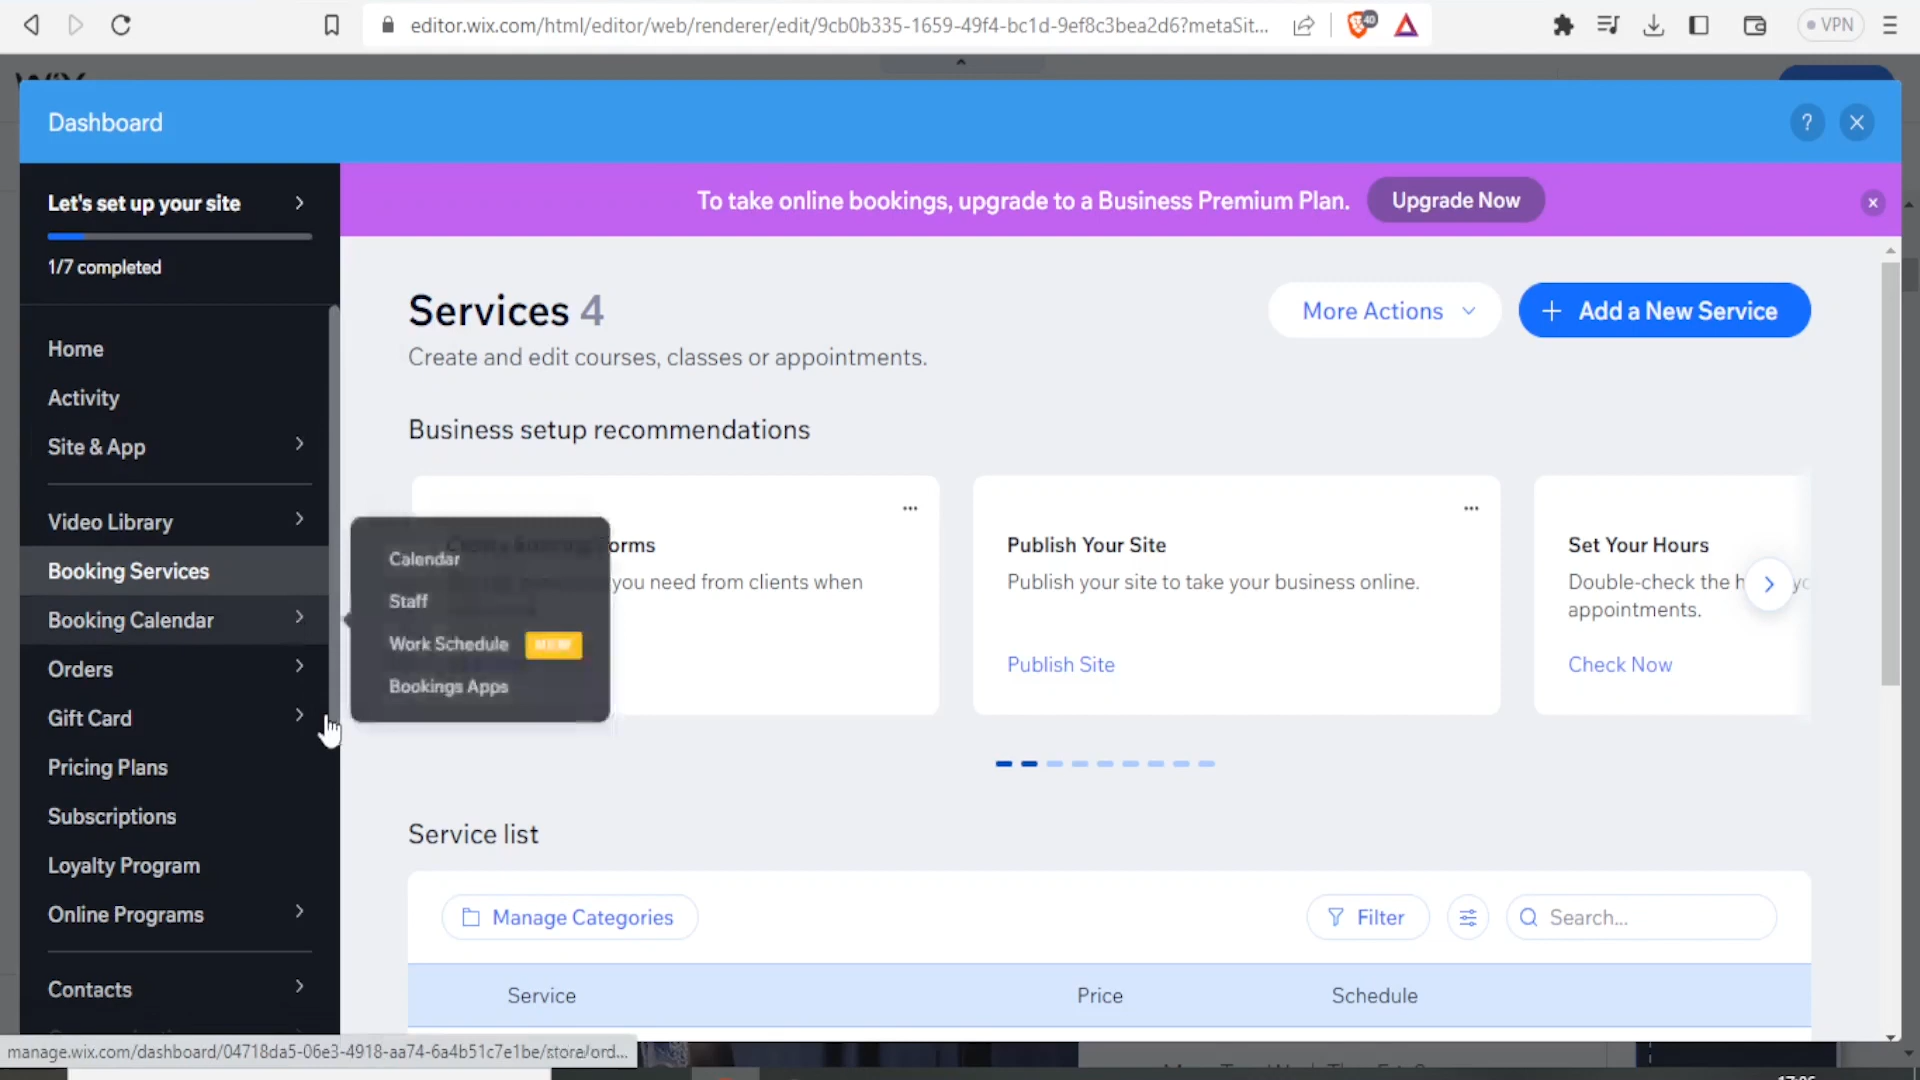 editor.wix.com/html/editor/web/renderer/edit/9cb0b335-1659-49f4-bc1d-9ef8c3bea2d6?metaSit...
40
VPN
Dashboard
?
Let's set up your site
1/7 completed
To take online bookings, upgrade to a Business Premium Plan.
Upgrade Now
Home
Activity
Site & App
Video Library
Booking Services
Booking Calendar
Orders
Gift Card
Pricing Plans
Subscriptions
Loyalty Program
Online Programs
Contacts
Calendar
Staff
Work Schedule NEW
Bookings Apps
Services 4
Create and edit courses, classes or appointments.
More Actions
+ Add a New Service
Business setup recommendations
Forms
you need from clients when
Publish Your Site
Publish your site to take your business online.
Publish Site
Set Your Hours
Double-check the
appointments.
Check Now
Service list
Manage Categories
Filter
Search...
Service Price Schedule
manage.wix.com/dashboard/04718da5-06e3-4918-aa74-6a4b51c7e1be/store/ord...